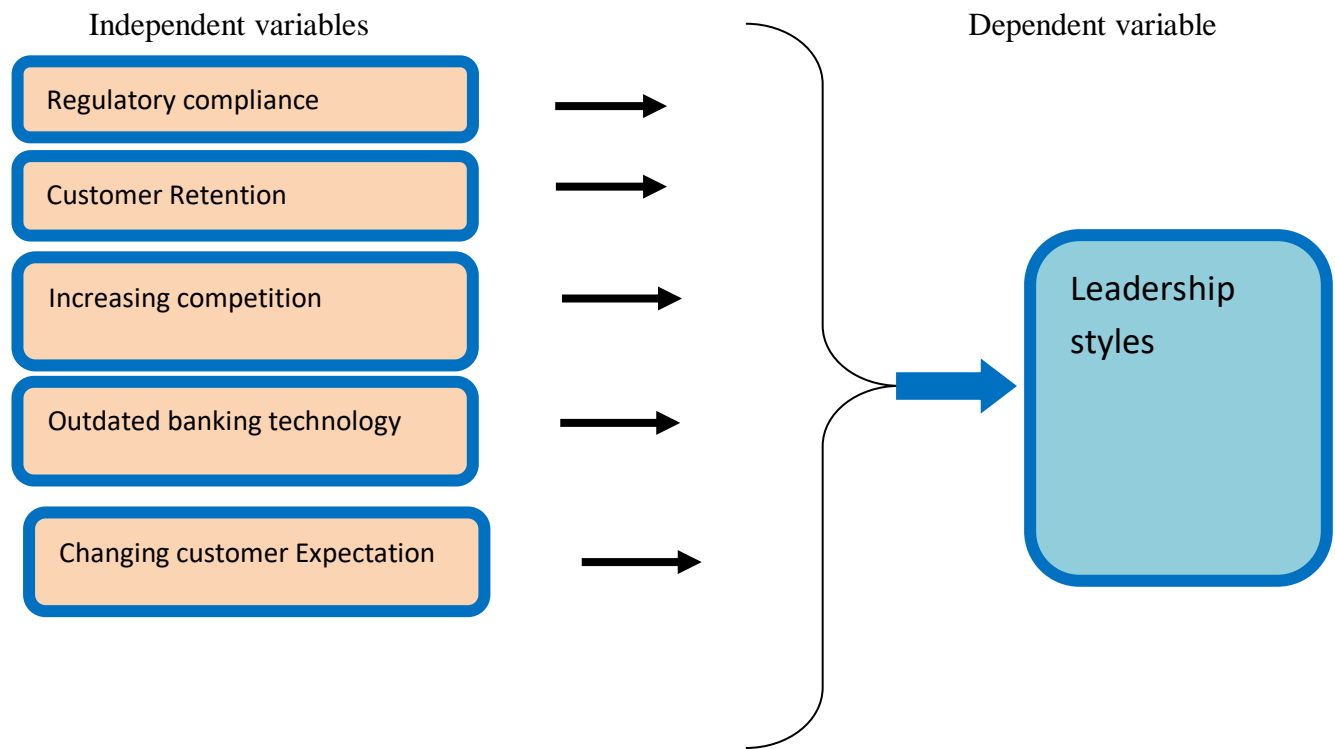 Independent variables
Dependent variable
Regulatory compliance
Customer Retention
Increasing competition
Outdated banking technology
Changing customer Expectation
Leadership
styles